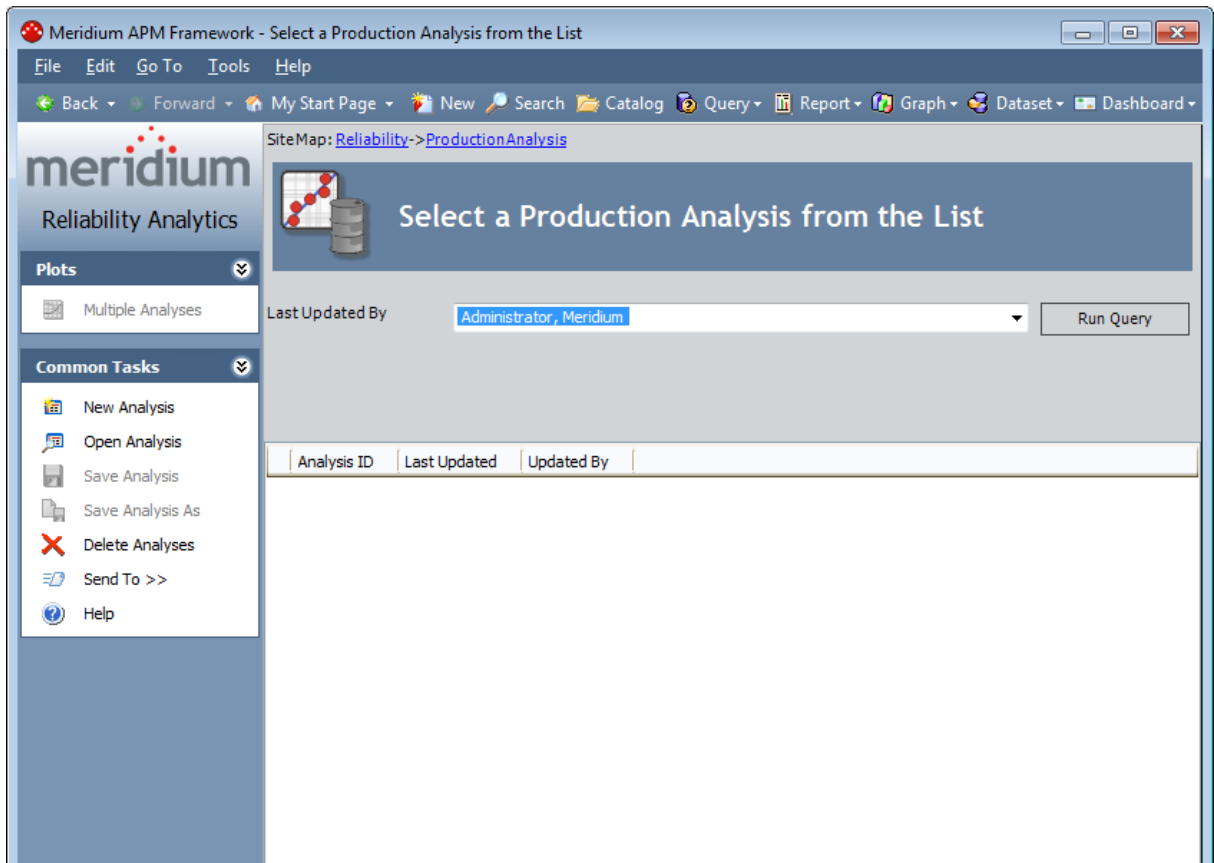 Meridium APM Framework - Select a Production Analysis from the List
File Edit Go To Tools Help
Back Forward My Start Page New Search Catalog Query Report Graph Dataset Dashboard
meridium
Reliability Analytics
Plots
Multiple Analyses
Common Tasks
New Analysis
Open Analysis
Save Analysis
Save Analysis As
Delete Analyses
Send To >>
Help
SiteMap: Reliability->ProductionAnalysis
Select a Production Analysis from the List
Last Updated By Administrator, Meridium Run Query
Analysis ID Last Updated Updated By